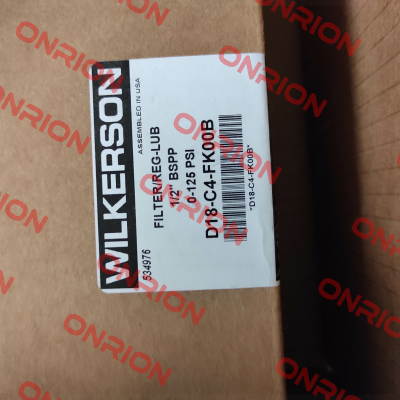 WILKERSON
ASSEMBLED IN USA
FILTER/REG-LUB
1/2" BSPP
0-125 PSI
D18-C4-FK00B
*D18-C4-FK00B*
534976
ONRION
ONRION
ONRION
ONRION
ONRION
ONRION
ONRION
ONRION
ONRION